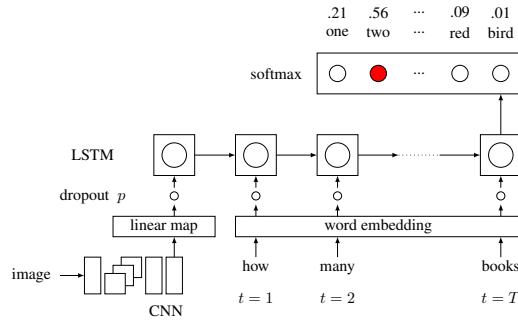 .21 .56 ... .09 .01
one two ... red bird
softmax
LSTM
dropout p
linear map word embedding
image
how many books
CNN
t = 1 t = 2 t = T